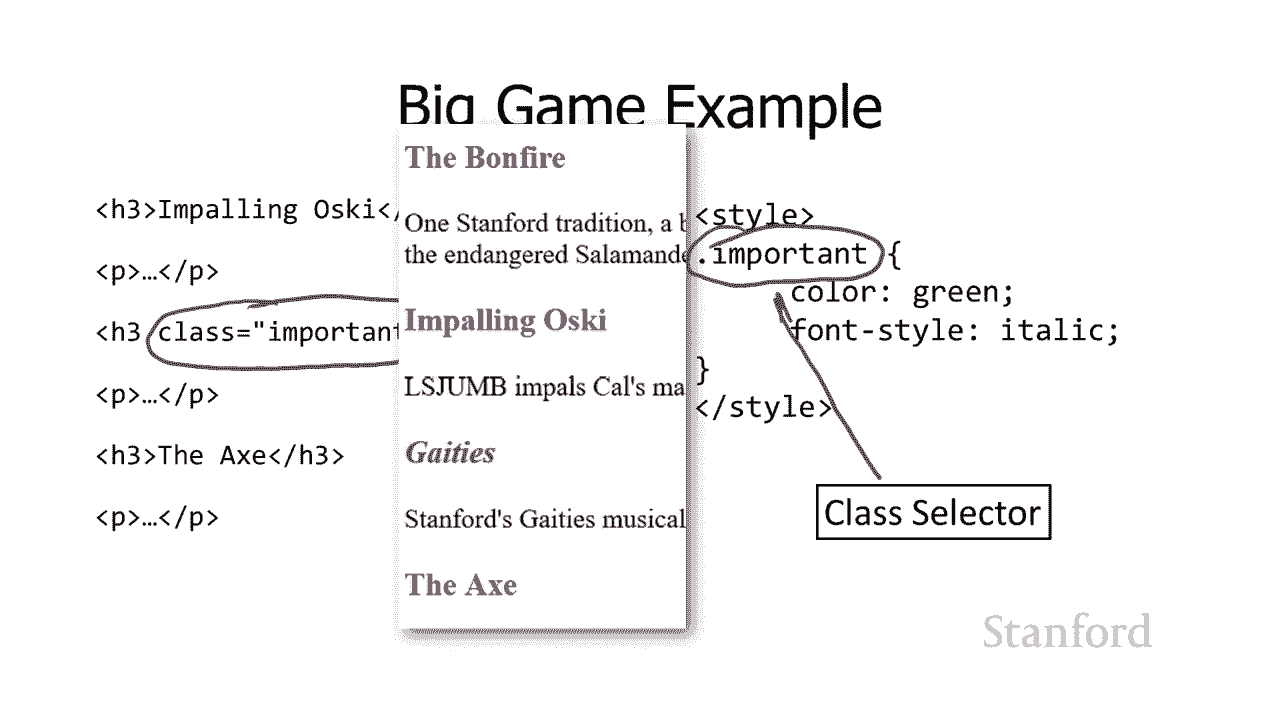 Big Game Example
<h3>Impalling Oski</
<p>…</p>
<h3 class="important
<p>…</p>
<h3>The Axe</h3>
<p>…</p>
The Bonfire
One Stanford tradition, a b
the endangered Salamande
Impalling Oski
LSJUMB impals Cal's ma
Gaities
Stanford's Gaities musical
The Axe
<style>
.important {
color: green;
font-style: italic;
}
</style>
Class Selector
Stanford